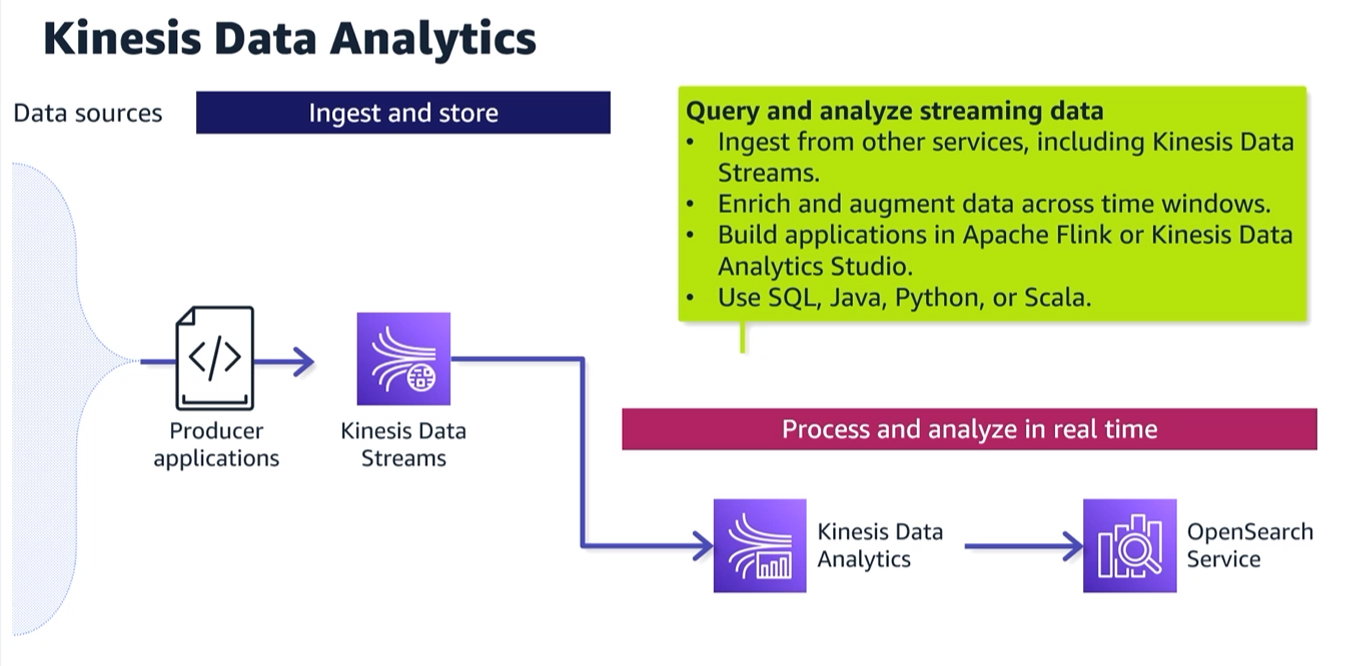 Kinesis Data Analytics
Data sources
Ingest and store
Query and analyze streaming data
• Ingest from other services, including Kinesis Data
Streams.
• Enrich and augment data across time windows.
• Build applications in Apache Flink or Kinesis Data
Analytics Studio.
• Use SQL, Java, Python, or Scala.
</>
Producer
applications
Kinesis Data
Streams
Process and analyze in real time
Kinesis Data
Analytics
OpenSearch
Service